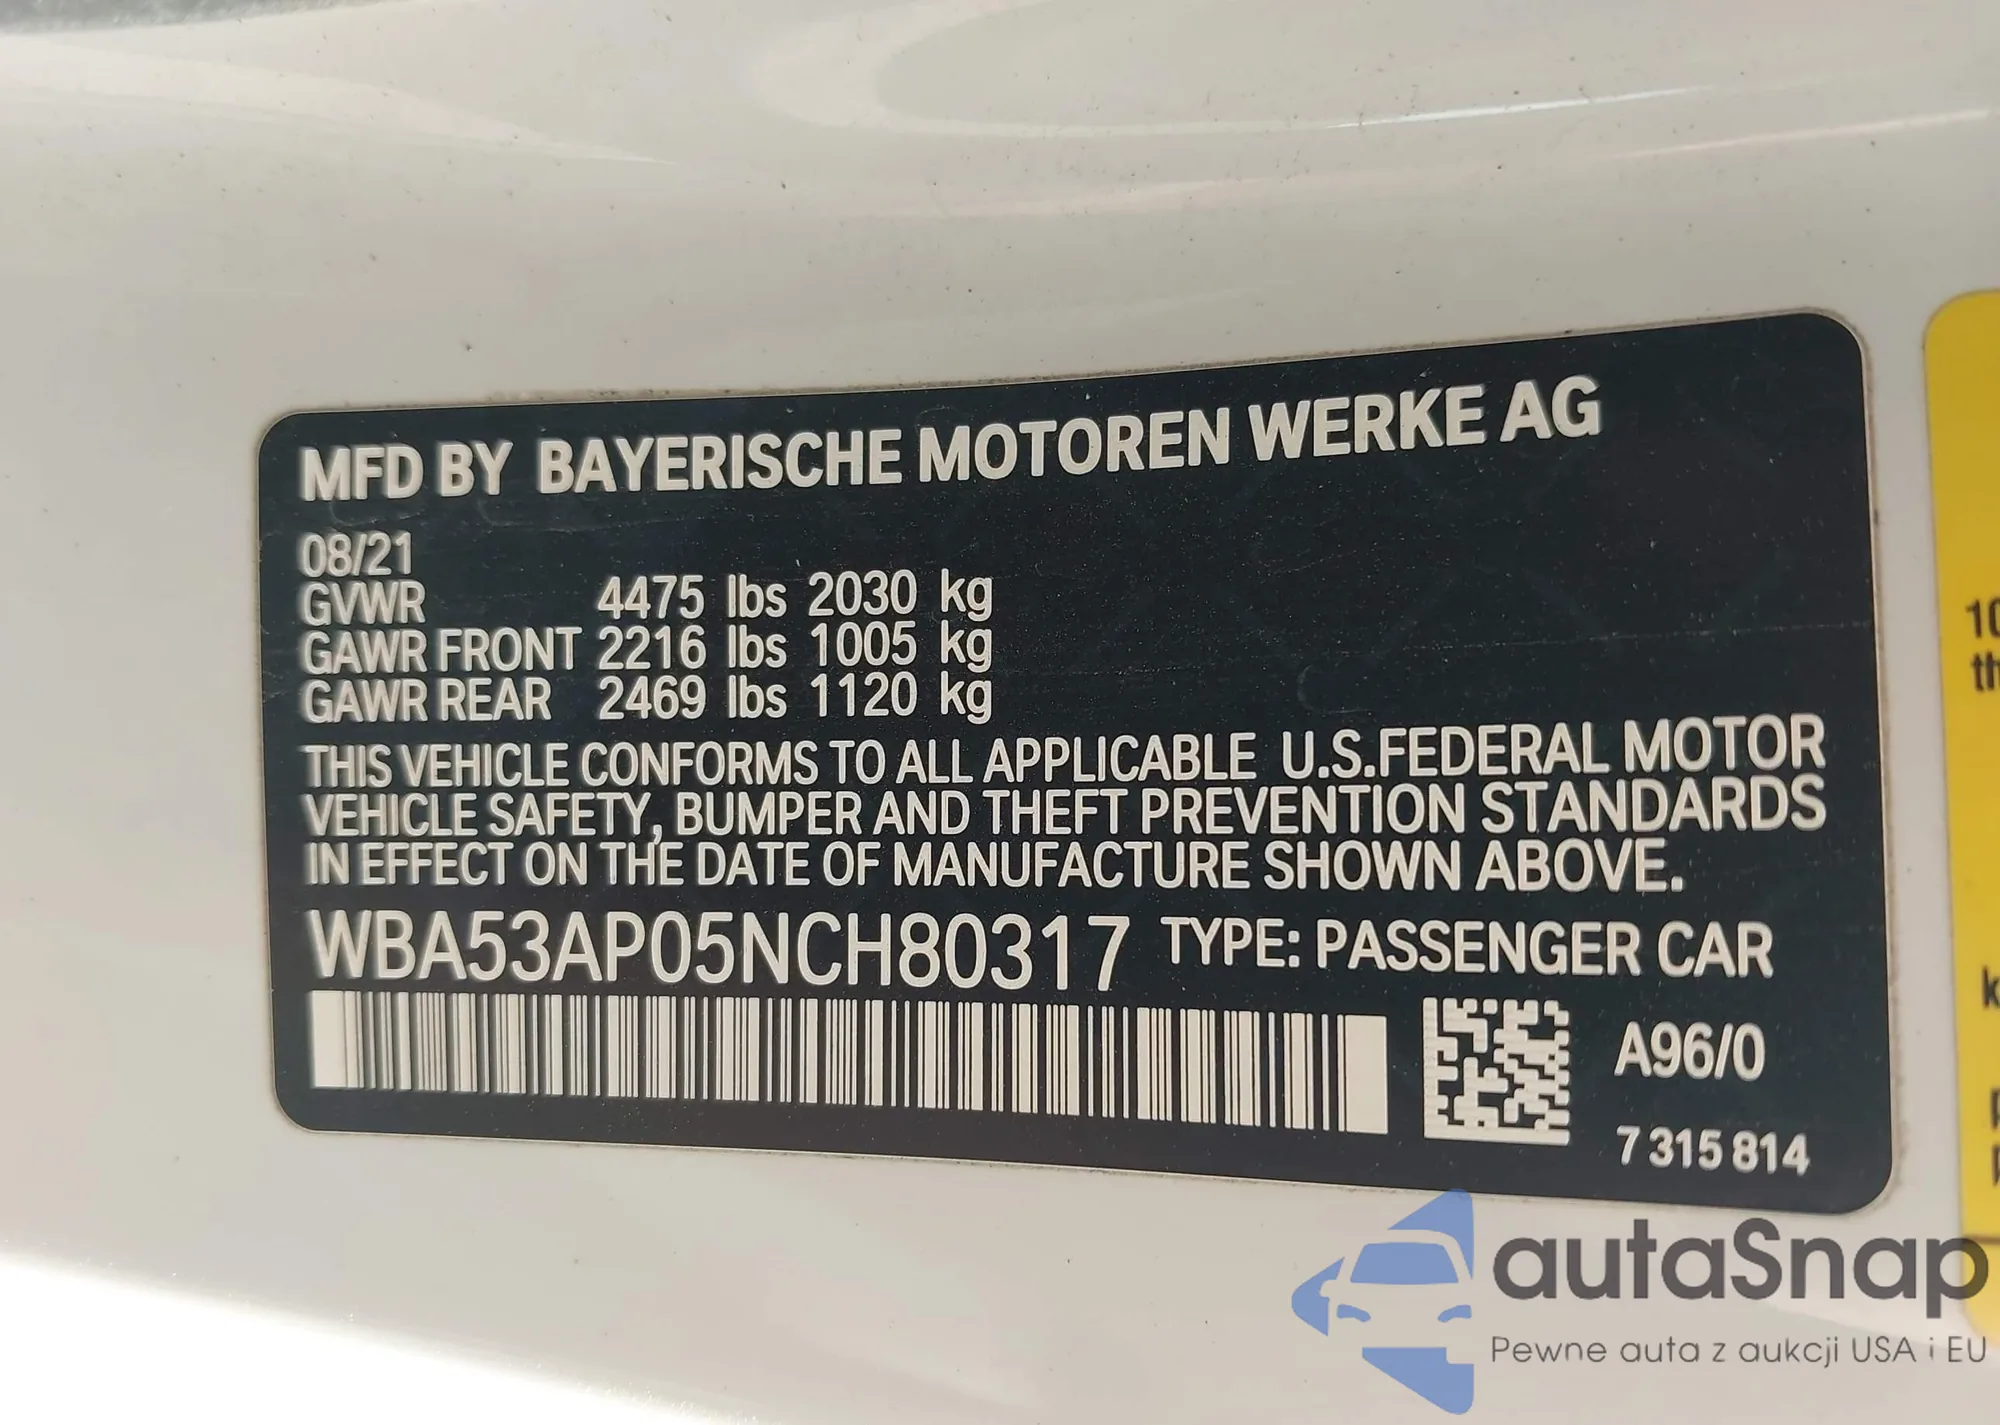 MFD BY BAYERISCHE MOTOREN WERKE AG
08/21
GVWR 4475 lbs 2030 kg
GAWR FRONT 2216 lbs 1005 kg
GAWR REAR 2469 lbs 1120 kg
THIS VEHICLE CONFORMS TO ALL APPLICABLE U.S.FEDERAL MOTOR
VEHICLE SAFETY, BUMPER AND THEFT PREVENTION STANDARDS
IN EFFECT ON THE DATE OF MANUFACTURE SHOWN ABOVE.
WBA53AP05NCH80317 TYPE: PASSENGER CAR
A96/0
7 315 814
autaSnap
Pewne auta z aukcji USA i EU